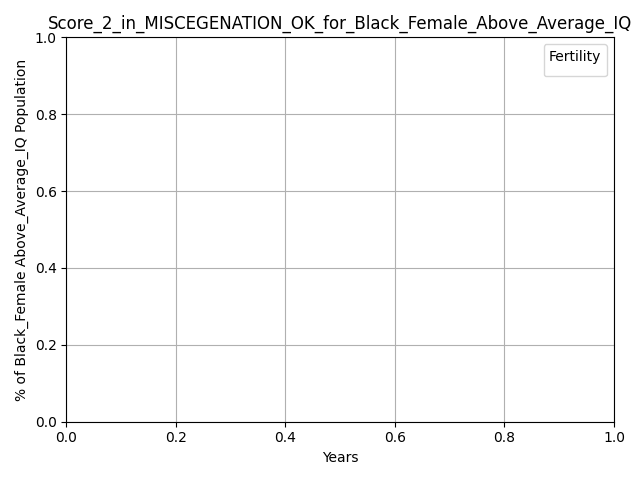 Score_2_in_MISCEGENATION_OK_for_Black_Female_Above_Average_IQ
Fertility
% of Black_Female Above_Average_IQ Population
1.0
0.8
0.6
0.4
0.2
0.0
0.0 0.2 0.4 0.6 0.8 1.0
Years